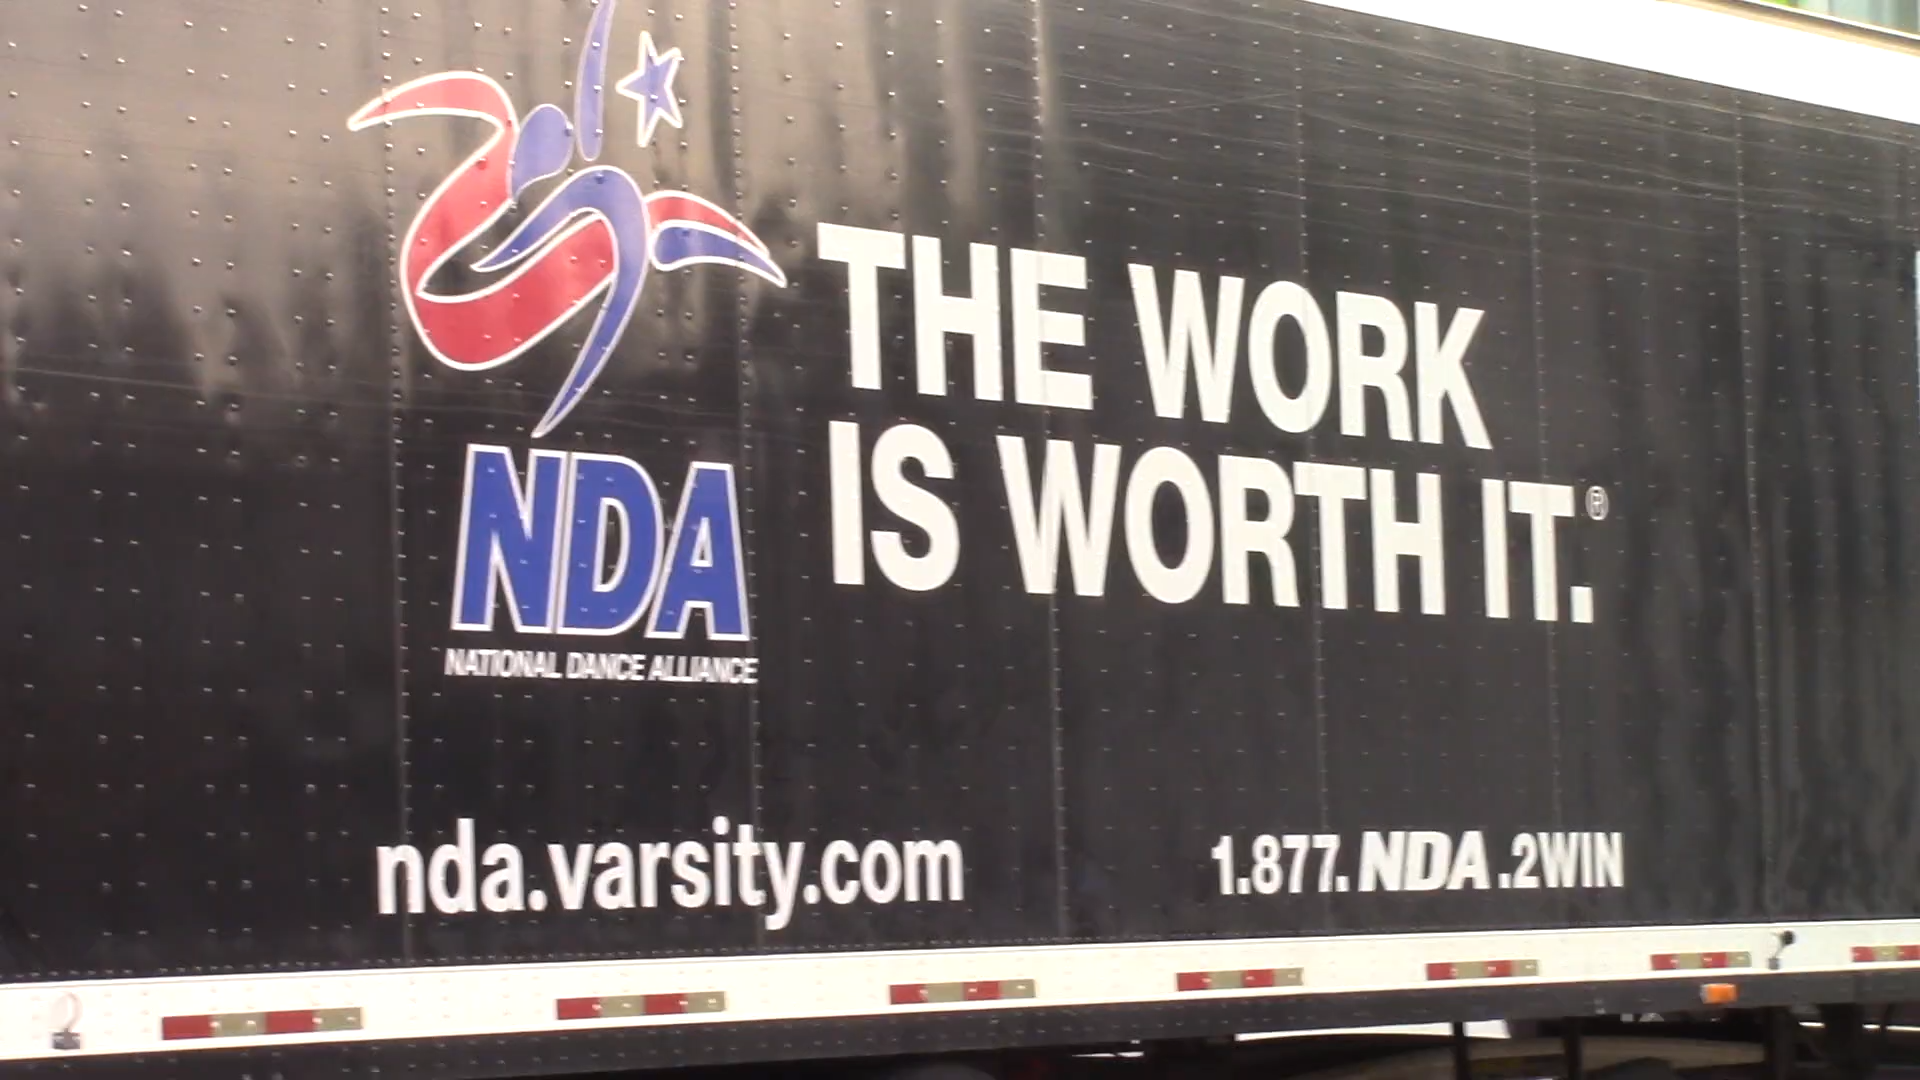 NDA
NATIONAL DANCE ALLIANCE
THE WORK
IS WORTH IT.®
nda.varsity.com
1.877.NDA.2WIN